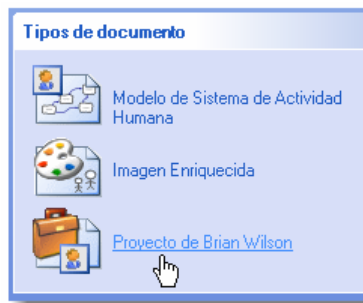 Tipos de documento
Modelo de Sistema de Actividad
Humana
Imagen Enriquecida
Proyecto de Brian Wilson